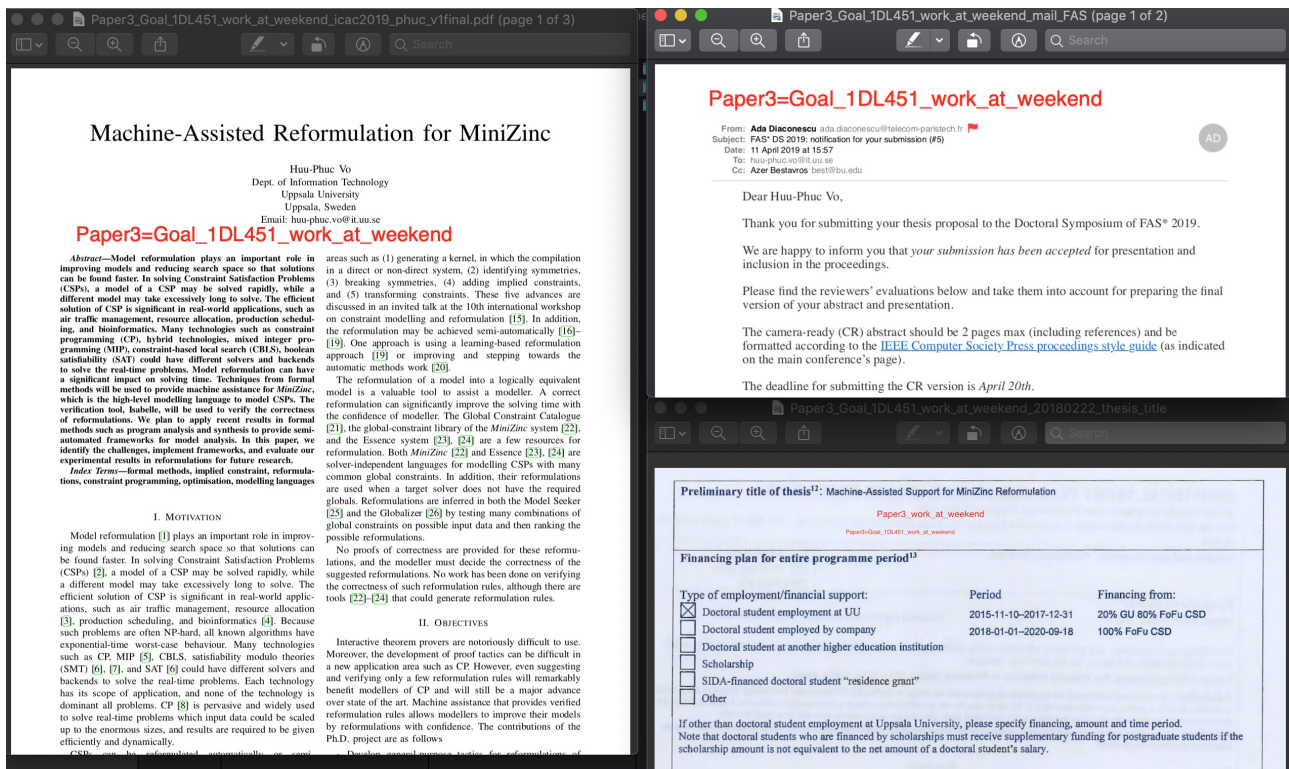 Paper3_Goal_1DL451_work_at_weekend_icac2019_phuc_v1final.pdf (page 1 of 3)
Search
Machine-Assisted Reformulation for MiniZinc
Huu-Phuc Vo
Dept. of Information Technology
Uppsala University
Uppsala, Sweden
Email: huu-phuc.vo@it.uu.se
Paper3=Goal_1DL451_work_at_weekend
Abstract—Model reformulation plays an important role in
improving models and reducing search space so that solutions
can be found faster. In solving Constraint Satisfaction Problems
(CSPs), a model of a CSP may be solved rapidly, while a
different model may take excessively long to solve. The efficient
solution of CSP is significant in real-world applications, such as
air traffic management, resource allocation, production schedul-
ing, and bioinformatics. Many technologies such as constraint
programming (CP), hybrid technologies, mixed integer pro-
gramming (MIP), constraint-based local search (CBLS), boolean
satisfiability (SAT) could have different solvers and backends
to solve the real-time problems. Model reformulation can have
a significant impact on solving time. Techniques from formal
methods will be used to provide machine assistance for MiniZinc,
which is the high-level modelling language to model CSPs. The
verification tool, Isabelle, will be used to verify the correctness
of reformulations. We plan to apply recent results in formal
methods such as program analysis and synthesis to provide semi-
automated frameworks for model analysis. In this paper, we
identify the challenges, implement frameworks, and evaluate our
experimental results in reformulations for future research.
Index Terms—formal methods, implied constraint, reformula-
tions, constraint programming, optimisation, modelling languages
I. MOTIVATION
Model reformulation [1] plays an important role in improv-
ing models and reducing search space so that solutions can
be found faster. In solving Constraint Satisfaction Problems
(CSPs) [2], a model of a CSP may be solved rapidly, while
a different model may take excessively long to solve. The
efficient solution of CSP is significant in real-world applic-
ations, such as air traffic management, resource allocation
[3], production scheduling, and bioinformatics [4]. Because
such problems are often NP-hard, all known algorithms have
exponential-time worst-case behaviour. Many technologies
such as CP, MIP [5], CBLS, satisfiability modulo theories
(SMT) [6], [7], and SAT [6] could have different solvers and
backends to solve the real-time problems. Each technology
has its scope of application, and none of the technology is
dominant all problems. CP [8] is pervasive and widely used
to solve real-time problems which input data could be scaled
up to the enormous sizes, and results are required to be given
efficiently and dynamically.
CSPs can be reformulated automatically or semi-
areas such as (1) generating a kernel, in which the compilation
in a direct or non-direct system, (2) identifying symmetries,
(3) breaking symmetries, (4) adding implied constraints,
and (5) transforming constraints. These five advances are
discussed in an invited talk at the 10th international workshop
on constraint modelling and reformulation [15]. In addition,
the reformulation may be achieved semi-automatically [16]–
[19]. One approach is using a learning-based reformulation
approach [19] or improving and stepping towards the
automatic methods work [20].
The reformulation of a model into a logically equivalent
model is a valuable tool to assist a modeller. A correct
reformulation can significantly improve the solving time with
the confidence of modeller. The Global Constraint Catalogue
[21], the global-constraint library of the MiniZinc system [22],
and the Essence system [23], [24] are a few resources for
reformulation. Both MiniZinc [22] and Essence [23], [24] are
solver-independent languages for modelling CSPs with many
common global constraints. In addition, their reformulations
are used when a target solver does not have the required
globals. Reformulations are inferred in both the Model Seeker
[25] and the Globalizer [26] by testing many combinations of
global constraints on possible input data and then ranking the
possible reformulations.
No proofs of correctness are provided for these reformu-
lations, and the modeller must decide the correctness of the
suggested reformulations. No work has been done on verifying
the correctness of such reformulation rules, although there are
tools [22]–[24] that could generate reformulation rules.
II. OBJECTIVES
Interactive theorem provers are notoriously difficult to use.
Moreover, the development of proof tactics can be difficult in
a new application area such as CP. However, even suggesting
and verifying only a few reformulation rules will remarkably
benefit modellers of CP and will still be a major advance
over state of the art. Machine assistance that provides verified
reformulation rules allows modellers to improve their models
by reformulations with confidence. The contributions of the
Ph.D. project are as follows
Develop general-purpose tactics for reformulations of
Paper3_Goal_1DL451_work_at_weekend_mail_FAS (page 1 of 2)
Search
Paper3=Goal_1DL451_work_at_weekend
From: Ada Diaconescu ada.diaconescu@telecom-paristech.fr
Subject: FAS* DS 2019: notification for your submission (#5)
Date: 11 April 2019 at 15:57
To: huu-phuc.vo@it.uu.se
Cc: Azer Bestavros best@bu.edu
AD
Dear Huu-Phuc Vo,
Thank you for submitting your thesis proposal to the Doctoral Symposium of FAS* 2019.
We are happy to inform you that your submission has been accepted for presentation and
inclusion in the proceedings.
Please find the reviewers' evaluations below and take them into account for preparing the final
version of your abstract and presentation.
The camera-ready (CR) abstract should be 2 pages max (including references) and be
formatted according to the IEEE Computer Society Press proceedings style guide (as indicated
on the main conference's page).
The deadline for submitting the CR version is April 20th.
Paper3_Goal_1DL451_work_at_weekend_20180222_thesis_title
Search
Preliminary title of thesis12: Machine-Assisted Support for MiniZinc Reformulation
Paper3_work_at_weekend
Paper3=Goal_1DL451_work_at_weekend
Financing plan for entire programme period13
Type of employment/financial support: Period Financing from:
Doctoral student employment at UU 2015-11-10–2017-12-31 20% GU 80% FoFu CSD
Doctoral student employed by company 2018-01-01–2020-09-18 100% FoFu CSD
Doctoral student at another higher education institution
Scholarship
SIDA-financed doctoral student "residence grant"
Other
If other than doctoral student employment at Uppsala University, please specify financing, amount and time period.
Note that doctoral students who are financed by scholarships must receive supplementary funding for postgraduate students if the
scholarship amount is not equivalent to the net amount of a doctoral student's salary.